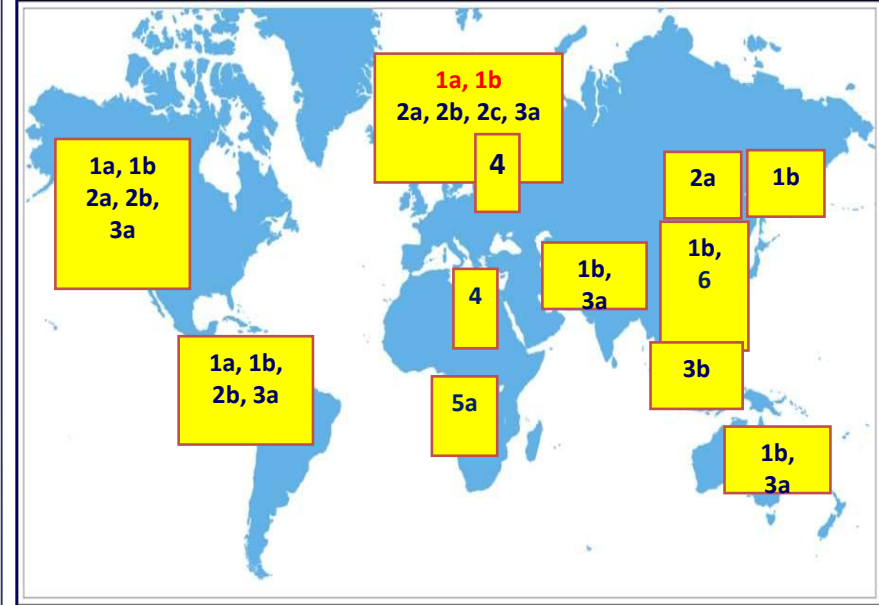 1a, 1b
2a, 2b, 2c, 3a
4
1a, 1b
2a, 2b,
3a
2a
1b
1b,
3a
1b,
6
4
1a, 1b,
2b, 3a
5a
3b
1b,
3a